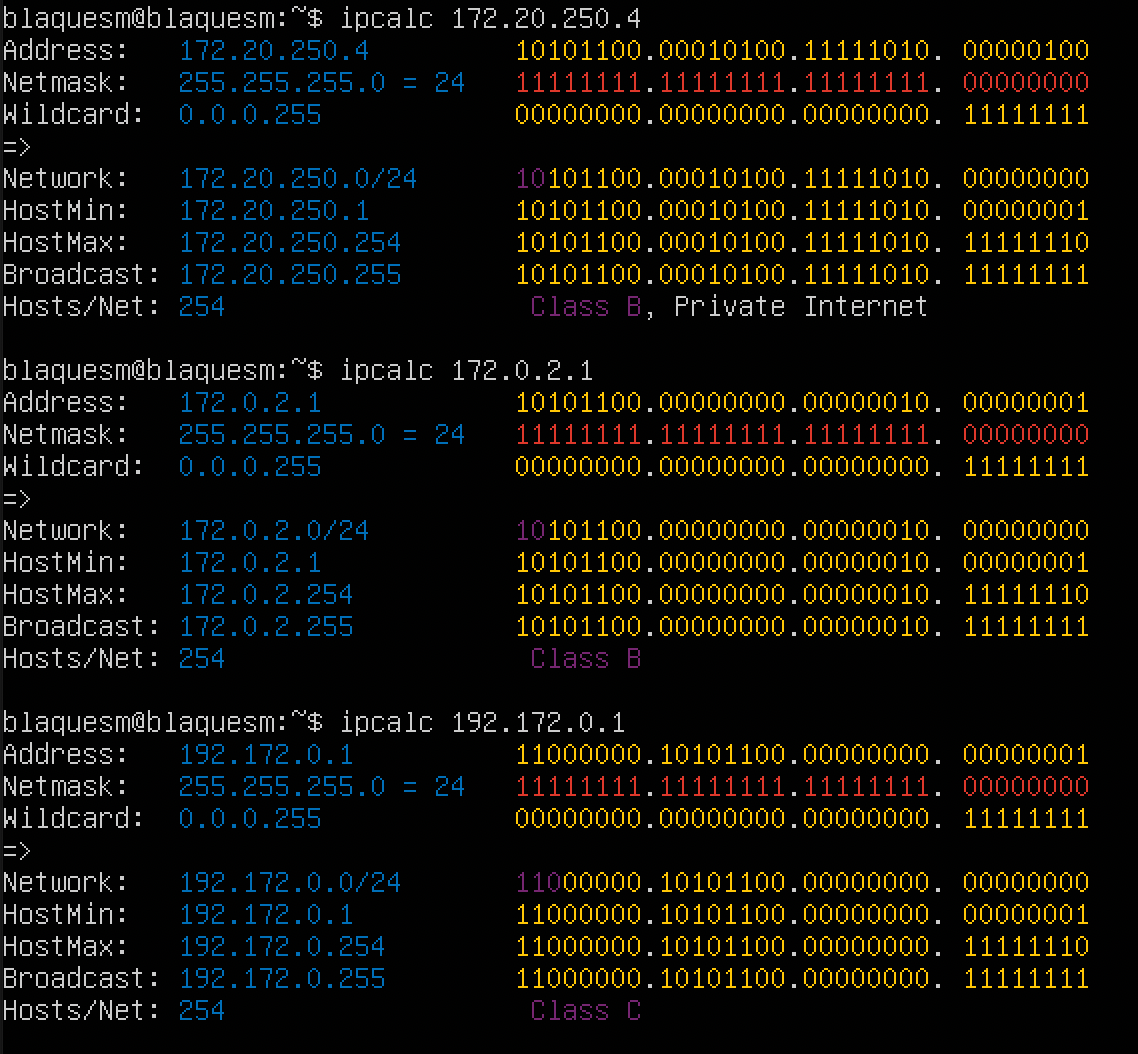 blaquesm@blaquesm:~$ ipcalc 172.20.250.4
Address:   172.20.250.4         10101100.00010100.11111010. 00000100
Netmask:   255.255.255.0 = 24   11111111.11111111.11111111. 00000000
Wildcard:  0.0.0.255            00000000.00000000.00000000. 11111111
=>
Network:   172.20.250.0/24      10101100.00010100.11111010. 00000000
HostMin:   172.20.250.1         10101100.00010100.11111010. 00000001
HostMax:   172.20.250.254       10101100.00010100.11111010. 11111110
Broadcast: 172.20.250.255       10101100.00010100.11111010. 11111111
Hosts/Net: 254                   Class B, Private Internet

blaquesm@blaquesm:~$ ipcalc 172.0.2.1
Address:   172.0.2.1            10101100.00000000.00000010. 00000001
Netmask:   255.255.255.0 = 24   11111111.11111111.11111111. 00000000
Wildcard:  0.0.0.255            00000000.00000000.00000000. 11111111
=>
Network:   172.0.2.0/24         10101100.00000000.00000010. 00000000
HostMin:   172.0.2.1            10101100.00000000.00000010. 00000001
HostMax:   172.0.2.254          10101100.00000000.00000010. 11111110
Broadcast: 172.0.2.255          10101100.00000000.00000010. 11111111
Hosts/Net: 254                   Class B

blaquesm@blaquesm:~$ ipcalc 192.172.0.1
Address:   192.172.0.1          11000000.10101100.00000000. 00000001
Netmask:   255.255.255.0 = 24   11111111.11111111.11111111. 00000000
Wildcard:  0.0.0.255            00000000.00000000.00000000. 11111111
=>
Network:   192.172.0.0/24       11000000.10101100.00000000. 00000000
HostMin:   192.172.0.1          11000000.10101100.00000000. 00000001
HostMax:   192.172.0.254        11000000.10101100.00000000. 11111110
Broadcast: 192.172.0.255        11000000.10101100.00000000. 11111111
Hosts/Net: 254                   Class C